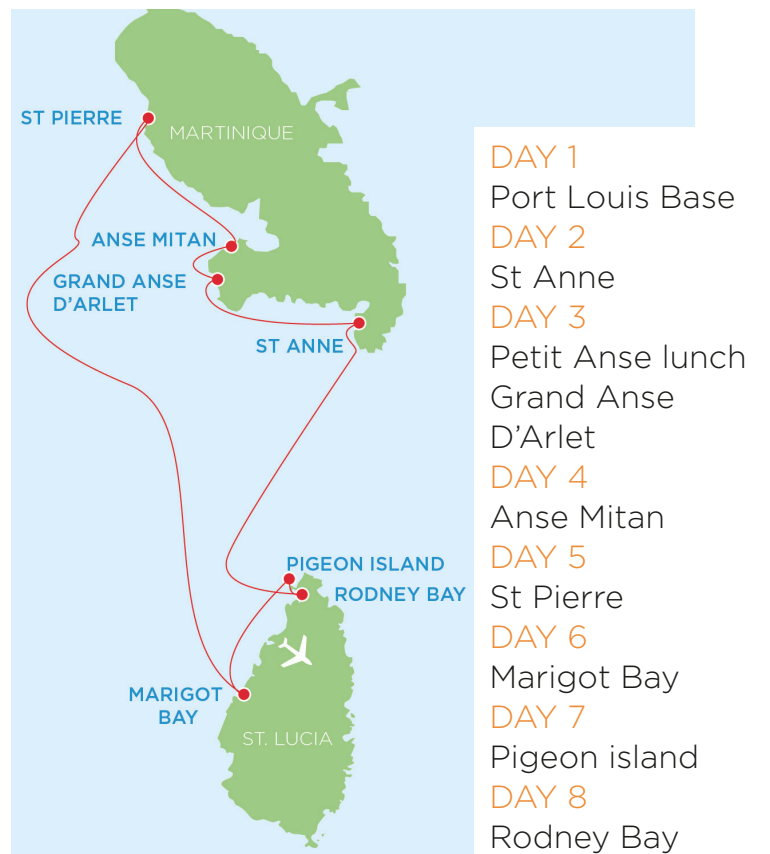 ST PIERRE
MARTINIQUE
ANSE MITAN
GRAND ANSE
D’ARLET
ST ANNE
PIGEON ISLAND
RODNEY BAY
MARIGOT
BAY
ST. LUCIA
DAY 1
Port Louis Base
DAY 2
St Anne
DAY 3
Petit Anse lunch
Grand Anse
D’Arlet
DAY 4
Anse Mitan
DAY 5
St Pierre
DAY 6
Marigot Bay
DAY 7
Pigeon island
DAY 8
Rodney Bay